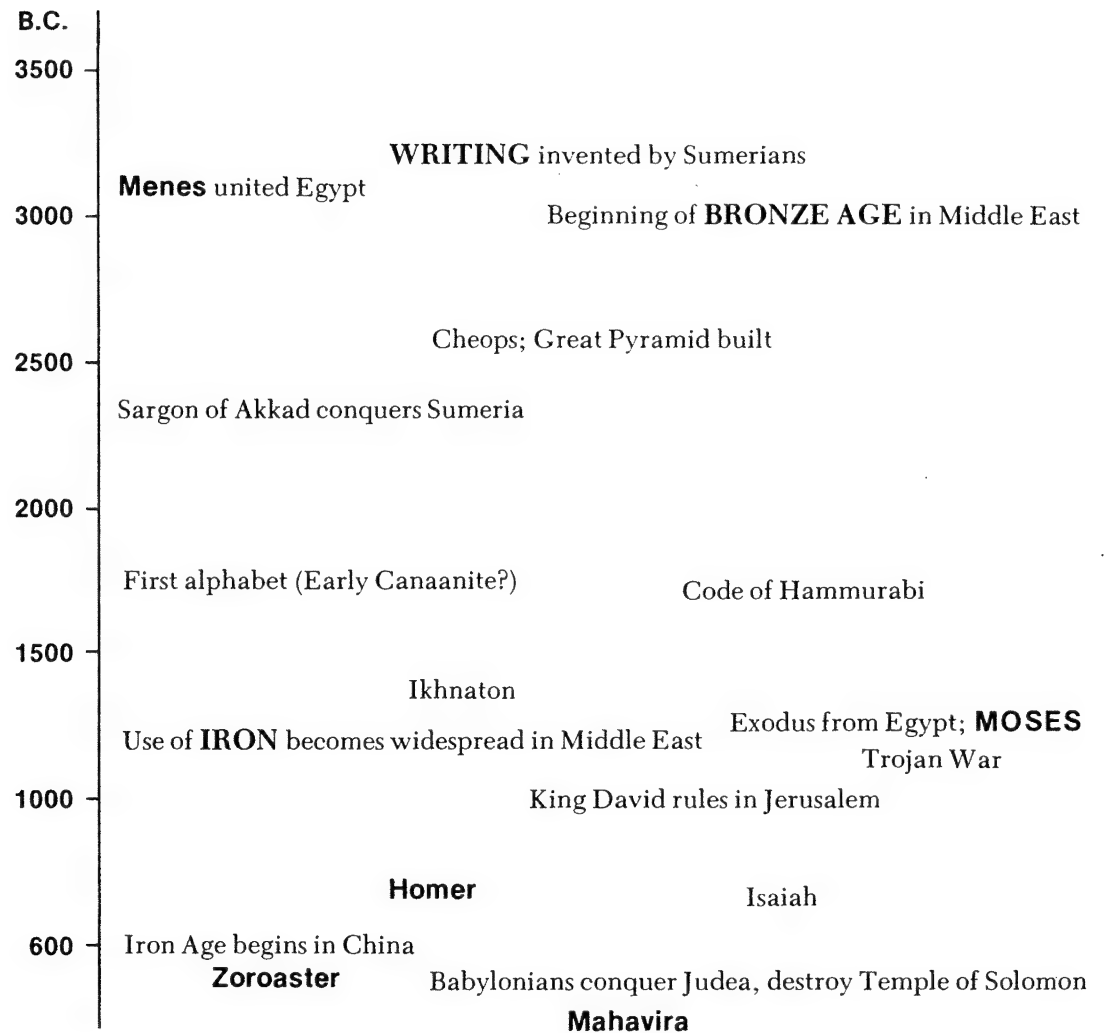 B.C.
3500
WRITING invented by Sumerians
Menes united Egypt
3000
Beginning of BRONZE AGE in Middle East
Cheops; Great Pyramid built
2500
Sargon of Akkad conquers Sumeria
2000
First alphabet (Early Canaanite?)
Code of Hammurabi
1500
Ikhnaton
Exodus from Egypt; MOSES
Use of IRON becomes widespread in Middle East
Trojan War
1000
King David rules in Jerusalem
Homer
Isaiah
600
Iron Age begins in China
Zoroaster
Babylonians conquer Judea, destroy Temple of Solomon
Mahavira